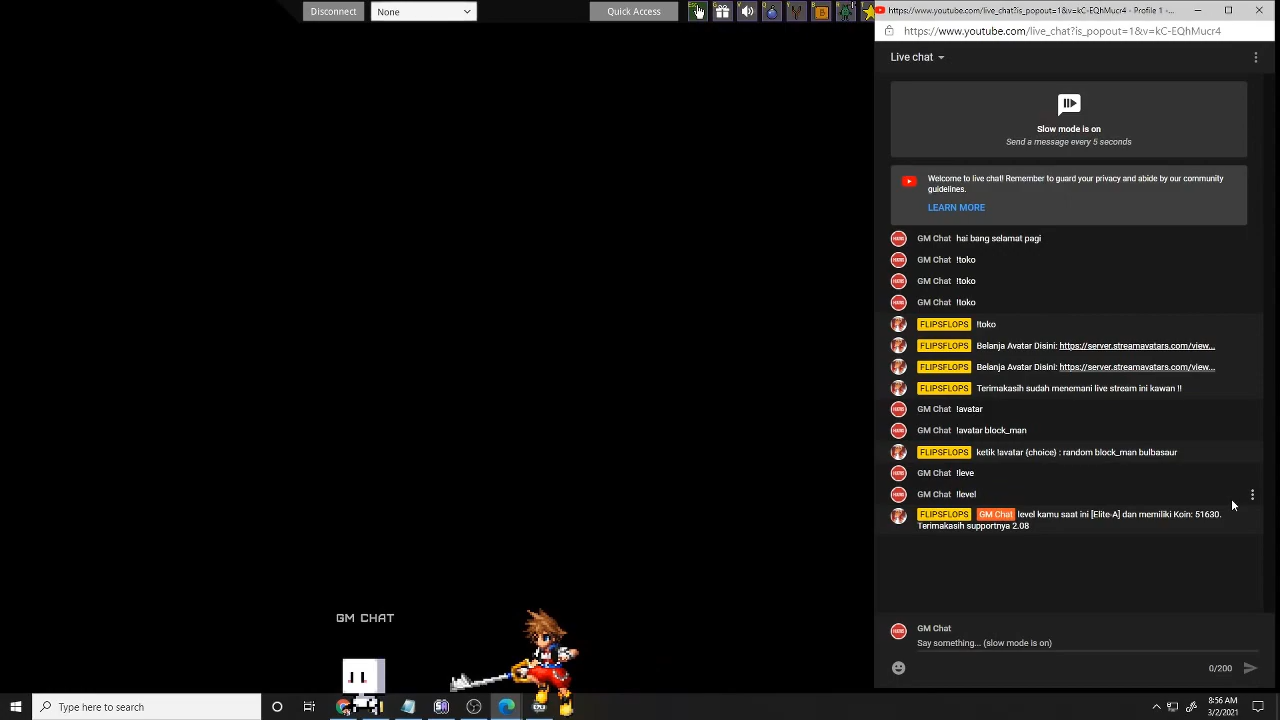 Disconnect
None
Quick Access
https://www.youtube.com/live_chat?is_popout=1&v=kC-EQhMucr4 - Profile 1 -...
https://www.youtube.com/live_chat?is_popout=1&v=kC-EQhMucr4
Live chat
Slow mode is on
Send a message every 5 seconds
Welcome to live chat! Remember to guard your privacy and abide by our community
guidelines.
LEARN MORE
GM Chat hai bang selamat pagi
GM Chat !toko
GM Chat !toko
GM Chat !toko
FLIPSFLOPS !toko
FLIPSFLOPS Belanja Avatar Disini: https://server.streamavatars.com/view...
FLIPSFLOPS Belanja Avatar Disini: https://server.streamavatars.com/view...
FLIPSFLOPS Terimakasih sudah menemani live stream ini kawan !!
GM Chat !avatar
GM Chat !avatar block_man
FLIPSFLOPS ketik !avatar (choice) : random block_man bulbasaur
GM Chat !leve
GM Chat !level
FLIPSFLOPS GM Chat level kamu saat ini [Elite-A] dan memiliki Koin: 51630.
Terimakasih supportnya 2.08
GM CHAT
GM Chat
Say something... (slow mode is on)
0/200
Type here to search
8:56 AM
3/2/2021